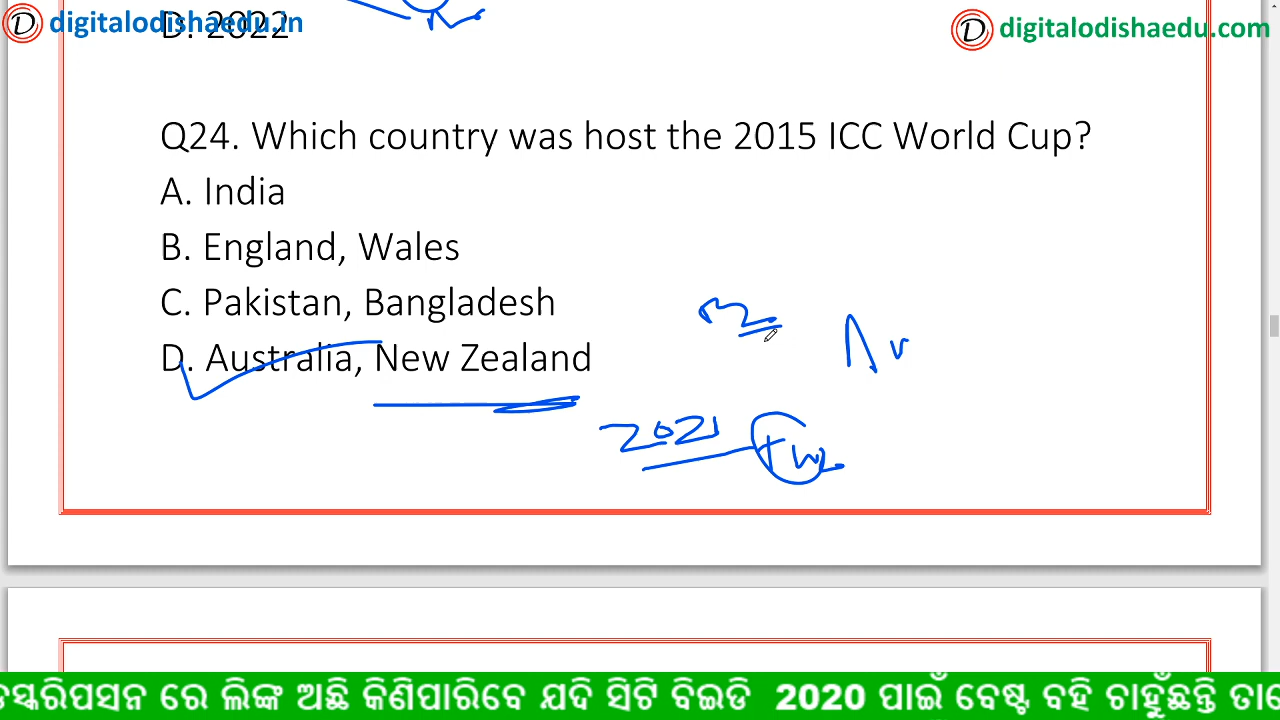 D. 2022
digitalodishaedu.in
digitalodishaedu.com
Q24. Which country was host the 2015 ICC World Cup?
A. India
B. England, Wales
C. Pakistan, Bangladesh
D. Australia, New Zealand
2021
ଡସ୍କରିପସନ ରେ ଲିଙ୍କ ଅଛି କିଣିପାରିବେ ଯଦି ସିଟି ବିଇଡି 2020 ପାଇଁ ବେଷ୍ଟ ବହି ଚାହୁଁଛନ୍ତି